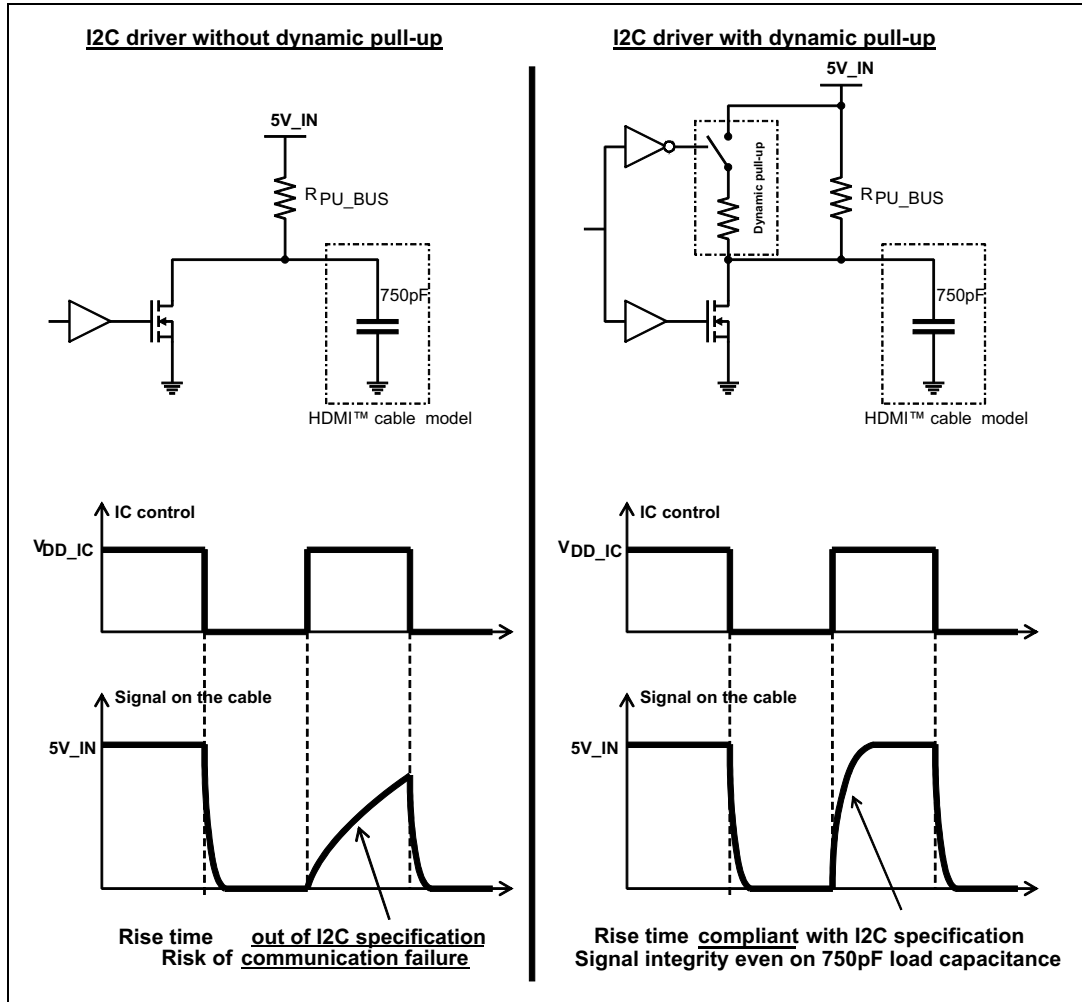 I2C driver without dynamic pull-up
5V_IN
RPU_BUS
750pF
HDMI™ cable model
IC control
VDD_IC
Signal on the cable
5V_IN
Rise time out of I2C specification
Risk of communication failure
I2C driver with dynamic pull-up
5V_IN
Dynamic pull-up
RPU_BUS
750pF
HDMI™ cable model
IC control
VDD_IC
Signal on the cable
5V_IN
Rise time compliant with I2C specification
Signal integrity even on 750pF load capacitance